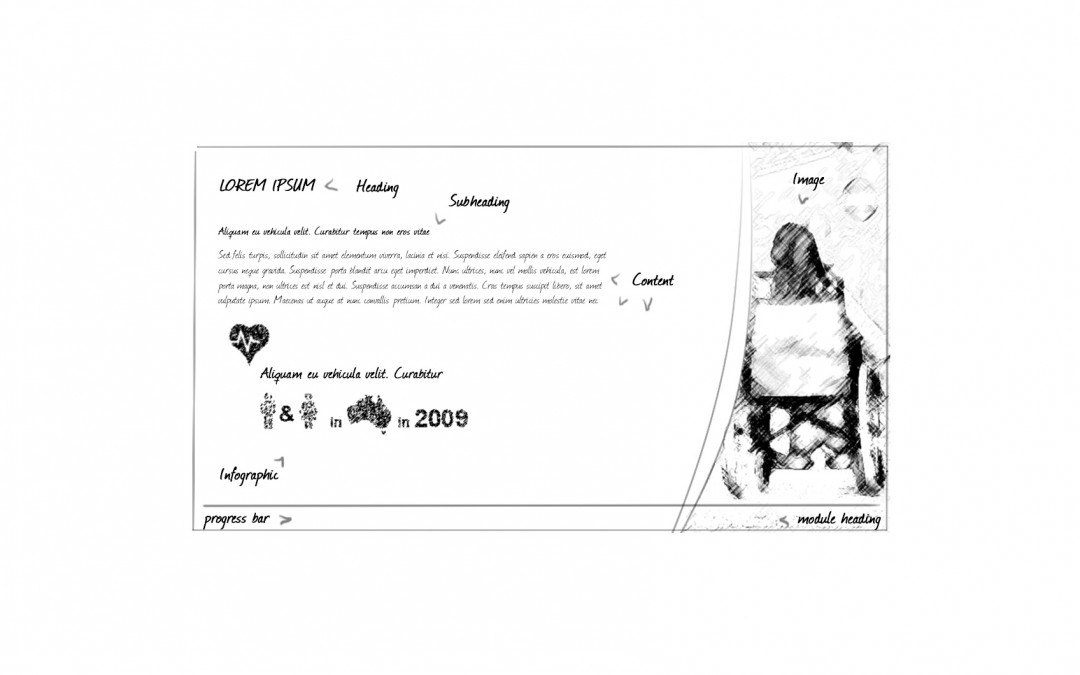 LOREM IPSUM
Heading
Image
Subheading
Aliquam eu vehicula velit. Curabitur tempus non eros vitae
Sed felis turpis, sollicitudin sit amet elementum viverra, lacinia et nisi. Suspendisse eleifend sapien a eros euismod, eget
cursus neque gravida. Suspendisse porta blandit arcu eget imperdiet. Nunc ultrices, nunc vel mollis vehicula, est lorem
porta magna, non ultrices est nisl et dui. Suspendisse accumsan a dui a venenatis. Cras tempus suscipit libero, sit amet
vulputate ipsum. Maecenas ut augue at nunc convallis pretium. Integer sed lorem sed enim ultricies molestie vitae nec
Content
Aliquam eu vehicula velit. Curabitur
& in in 2009
Infographic
progress bar
module heading